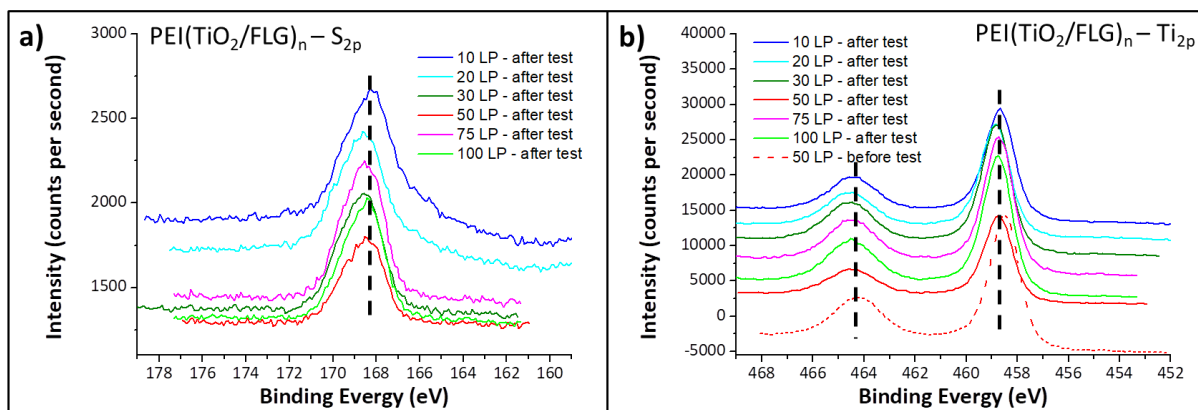 a)
PEI(TiO₂/FLG)ₙ – S₂ₚ
3000
2500
2000
1500
Intensity (counts per second)
10 LP - after test
20 LP - after test
30 LP - after test
50 LP - after test
75 LP - after test
100 LP - after test
178 176 174 172 170 168 166 164 162 160
Binding Evergy (eV)
b)
PEI(TiO₂/FLG)ₙ – Ti₂ₚ
40000
35000
30000
25000
20000
15000
10000
5000
0
-5000
Intensity (counts per second)
10 LP - after test
20 LP - after test
30 LP - after test
50 LP - after test
75 LP - after test
100 LP - after test
50 LP - before test
468 466 464 462 460 458 456 454 452
Binding Evergy (eV)